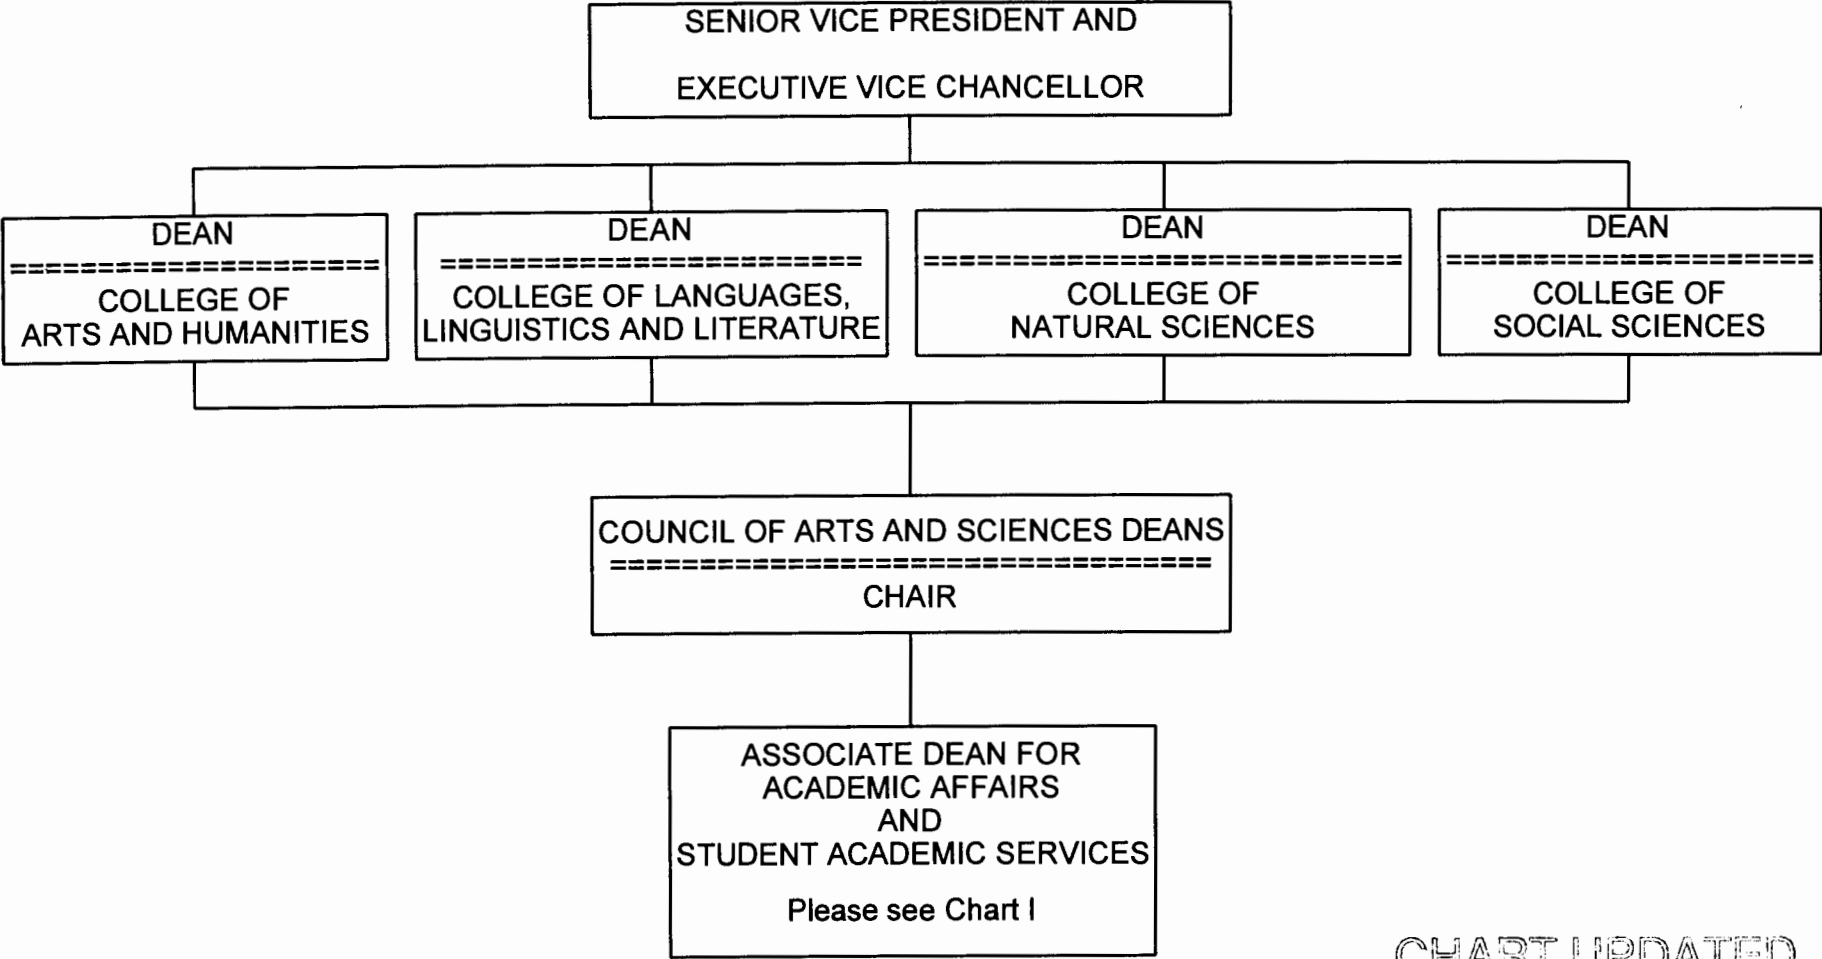 SENIOR VICE PRESIDENT AND
EXECUTIVE VICE CHANCELLOR
DEAN
====================
COLLEGE OF
ARTS AND HUMANITIES
DEAN
=======================
COLLEGE OF LANGUAGES,
LINGUISTICS AND LITERATURE
DEAN
==========================
COLLEGE OF
NATURAL SCIENCES
DEAN
====================
COLLEGE OF
SOCIAL SCIENCES
COUNCIL OF ARTS AND SCIENCES DEANS
=================================
CHAIR
ASSOCIATE DEAN FOR
ACADEMIC AFFAIRS
AND
STUDENT ACADEMIC SERVICES
Please see Chart I
CHART UPDATED